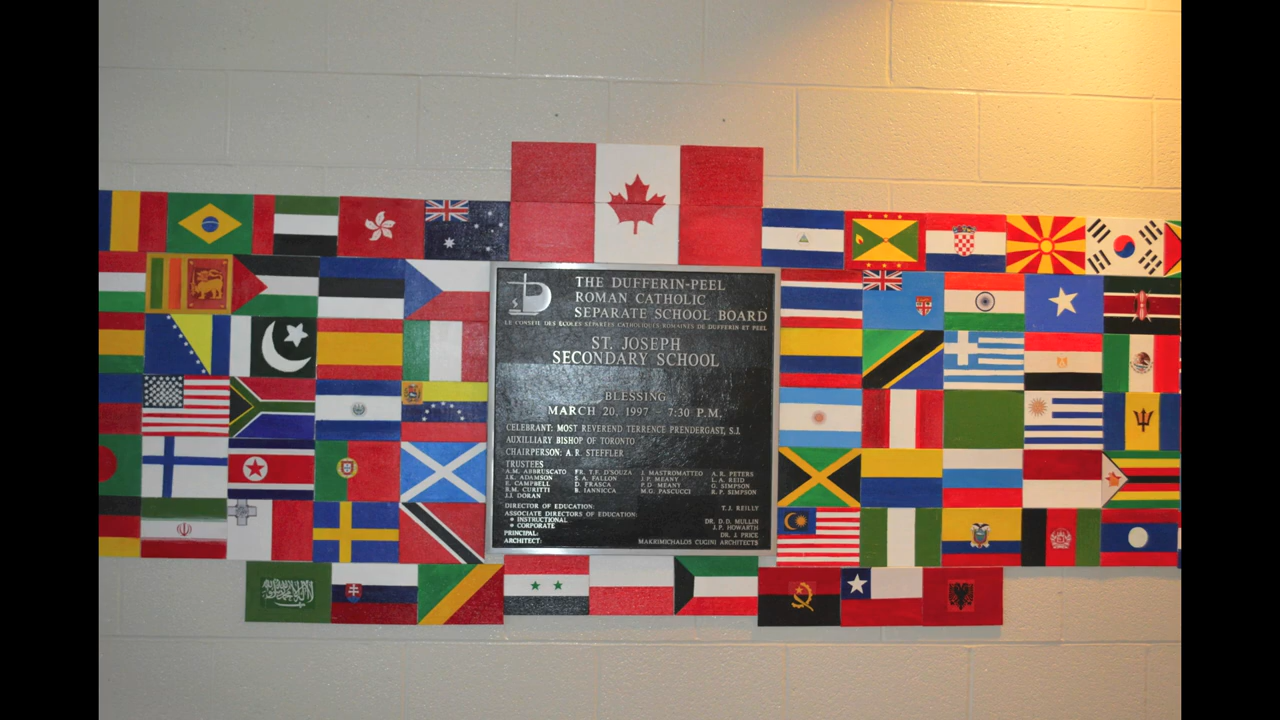 THE DUFFERIN-PEEL
ROMAN CATHOLIC
SEPARATE SCHOOL BOARD
LE CONSEIL DES ÉCOLES SÉPARÉES CATHOLIQUES ROMAINES DE DUFFERIN ET PEEL
ST. JOSEPH
SECONDARY SCHOOL
BLESSING
MARCH 20, 1997 - 7:30 P.M.
CELEBRANT: MOST REVEREND TERRENCE PRENDERGAST, S.J.
AUXILLIARY BISHOP OF TORONTO
CHAIRPERSON: A.R. STEFFLER
TRUSTEES
A.M. ABBRUSCATO FR. T.F. D'SOUZA J. MASTROMATTEO A.R. PETERS
J.K. ADAMSON S.A. FALLON J.P. MEANY L.A. REID
E. CAMPBELL D. FRASCA P.D. MEANY G. SIMPSON
B.M. CURITTI B. IANNICCA M.G. PASCUCCI R.P. SIMPSON
J.J. DORAN
DIRECTOR OF EDUCATION: T.J. REILLY
ASSOCIATE DIRECTORS OF EDUCATION:
INSTRUCTIONAL DR. D.D. MULLIN
CORPORATE J.P. HOWARTH
PRINCIPAL: DR. J. PRICE
ARCHITECT: MAKRIMICHALOS CUGINI ARCHITECTS